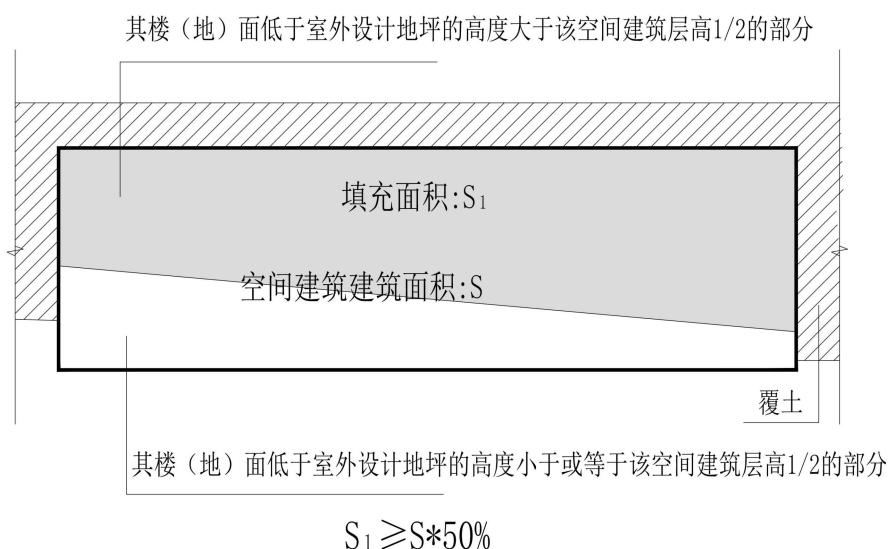 其楼（地）面低于室外设计地坪的高度大于该空间建筑层高1/2的部分
填充面积:S₁
空间建筑建筑面积:S
覆土
其楼（地）面低于室外设计地坪的高度小于或等于该空间建筑层高1/2的部分
S₁≥S*50%